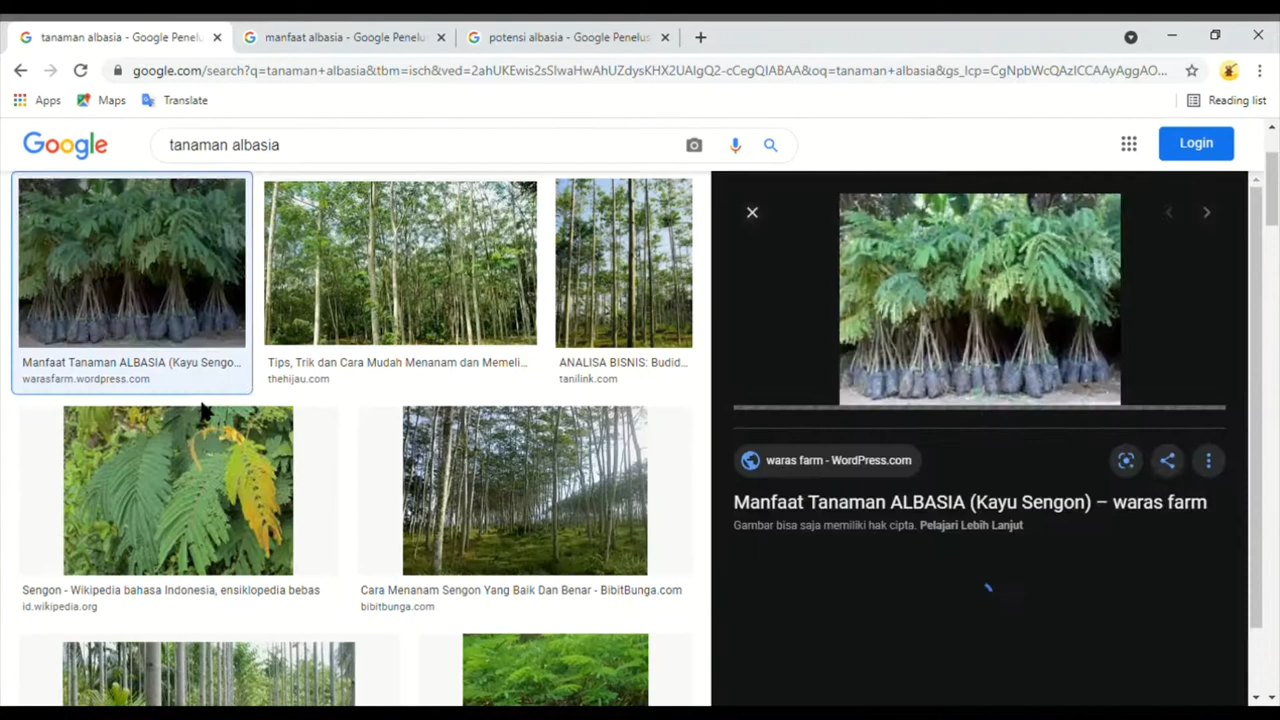 tanaman albasia - Google Penelu
manfaat albasia - Google Penelu
potensi albasia - Google Penelus
google.com/search?q=tanaman+albasia&tbm=isch&ved=2ahUKEwis2sSIwaHwAhUZdysKHX2UAIgQ2-cCegQIABAA&oq=tanaman+albasia&gs_lcp=CgNpbWcQAzICCAAyAggAO...
Apps
Maps
Translate
Reading list
Google
tanaman albasia
Login
Manfaat Tanaman ALBASIA (Kayu Sengo...
warasfarm.wordpress.com
Tips, Trik dan Cara Mudah Menanam dan Memeli...
thehijau.com
ANALISA BISNIS: Budid...
tanilink.com
Sengon - Wikipedia bahasa Indonesia, ensiklopedia bebas
id.wikipedia.org
Cara Menanam Sengon Yang Baik Dan Benar - BibitBunga.com
bibitbunga.com
waras farm - WordPress.com
Manfaat Tanaman ALBASIA (Kayu Sengon) – waras farm
Gambar bisa saja memiliki hak cipta. Pelajari Lebih Lanjut